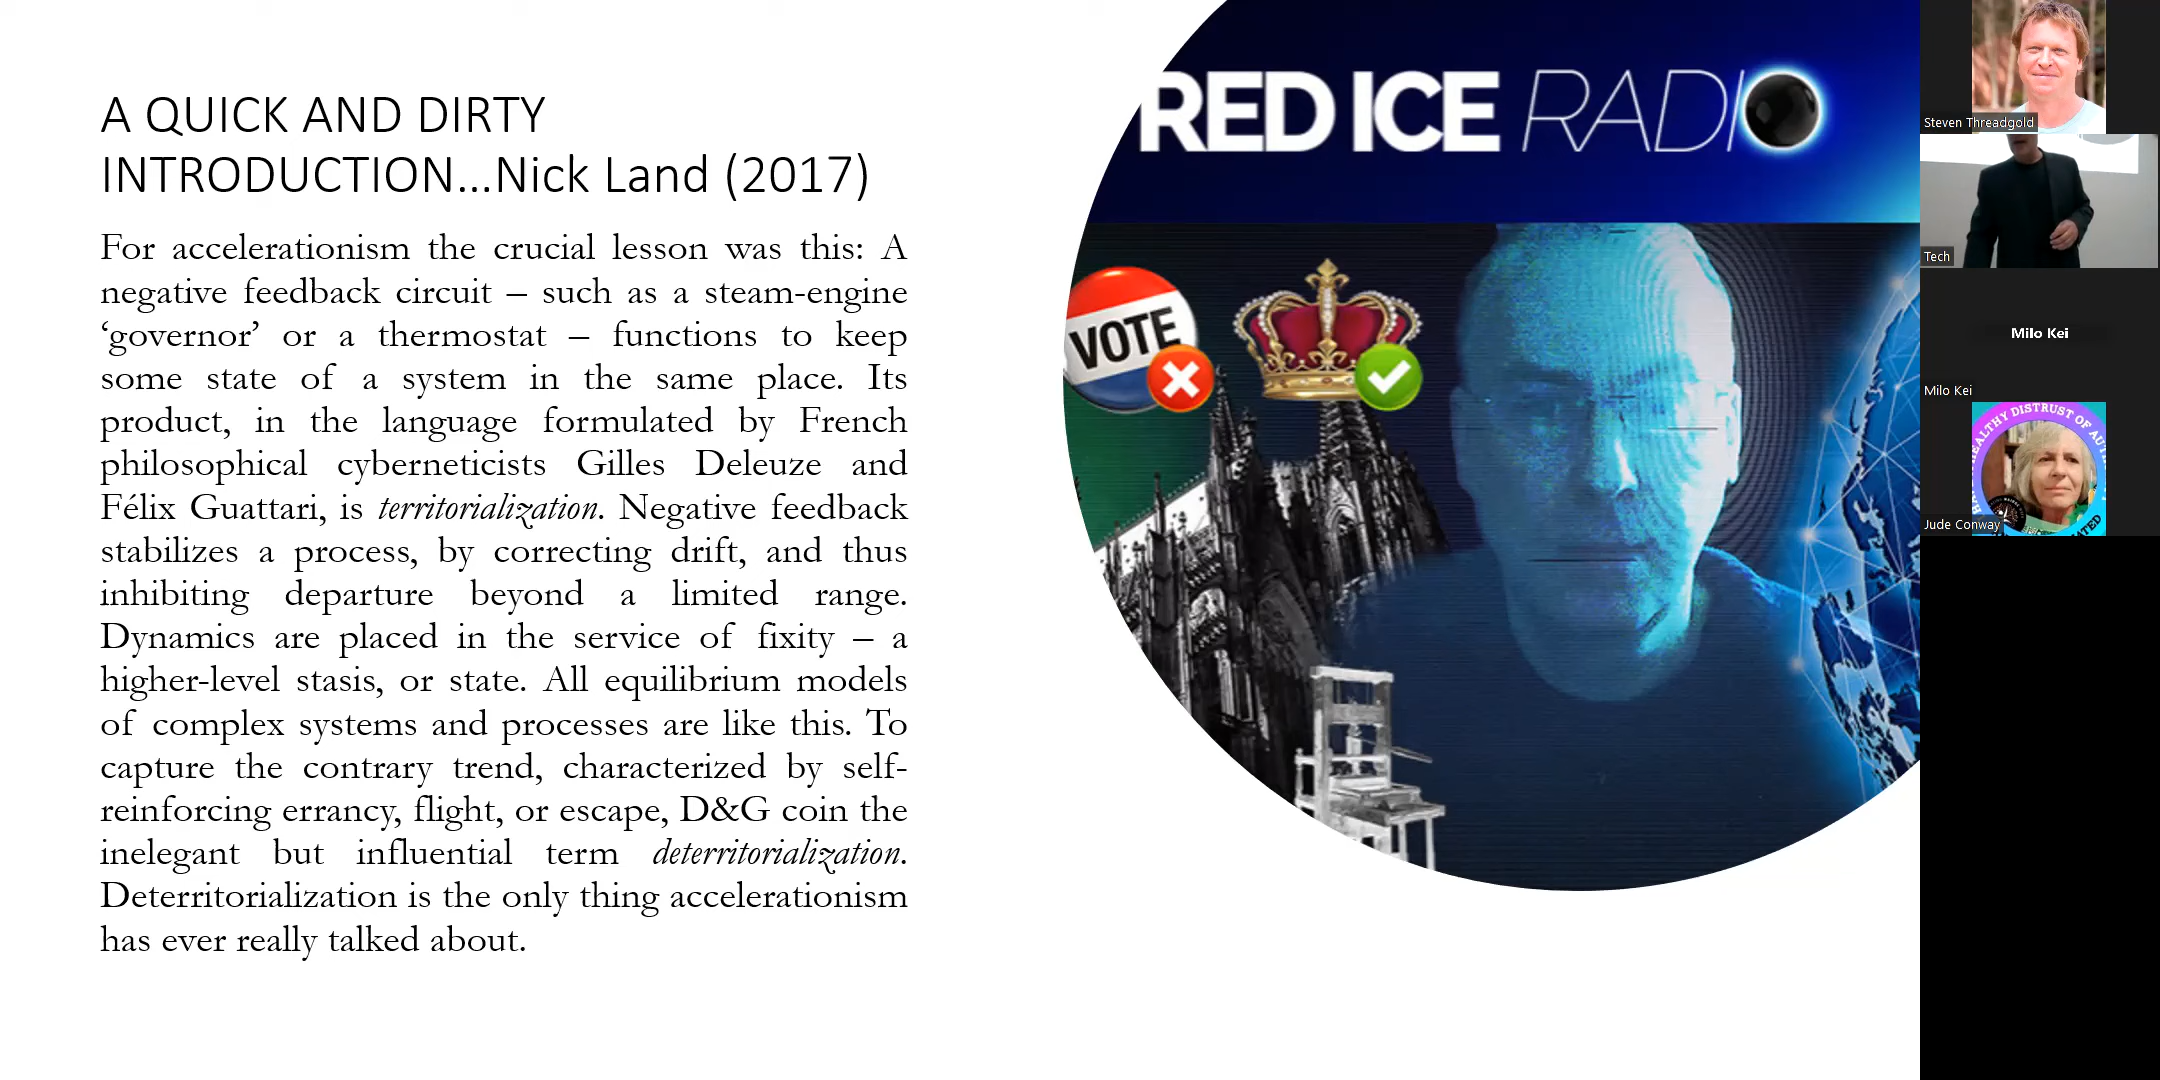 A QUICK AND DIRTY
INTRODUCTION...Nick Land (2017)
For accelerationism the crucial lesson was this: A
negative feedback circuit – such as a steam-engine
‘governor’ or a thermostat – functions to keep
some state of a system in the same place. Its
product, in the language formulated by French
philosophical cyberneticists Gilles Deleuze and
Félix Guattari, is territorialization. Negative feedback
stabilizes a process, by correcting drift, and thus
inhibiting departure beyond a limited range.
Dynamics are placed in the service of fixity – a
higher-level stasis, or state. All equilibrium models
of complex systems and processes are like this. To
capture the contrary trend, characterized by self-
reinforcing errancy, flight, or escape, D&G coin the
inelegant but influential term deterritorialization.
Deterritorialization is the only thing accelerationism
has ever really talked about.
RED ICE RADIO
VOTE
Steven Threadgold
Tech
Milo Kei
Milo Kei
HEALTHY DISTRUST OF
Jude Conway